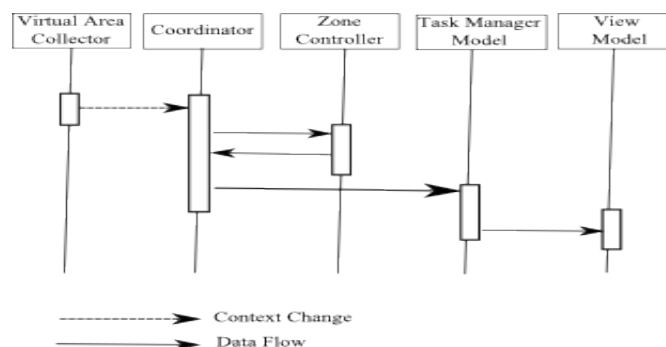 Virtual Area
Collector
Coordinator
Zone
Controller
Task Manager
Model
View
Model
Context Change
Data Flow